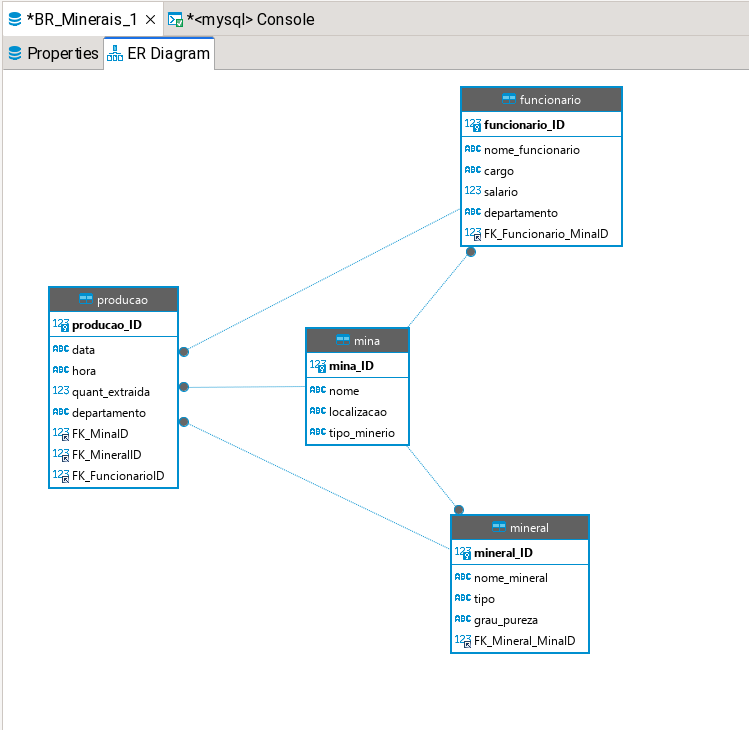 *BR_Minerais_1
*<mysql> Console
Properties
ER Diagram
funcionario
123 funcionario_ID
ABC nome_funcionario
ABC cargo
123 salario
ABC departamento
123 FK_Funcionario_MinaID
producao
123 producao_ID
ABC data
ABC hora
123 quant_extraida
ABC departamento
123 FK_MinaID
123 FK_MineralID
123 FK_FuncionarioID
mina
123 mina_ID
ABC nome
ABC localizacao
ABC tipo_minerio
mineral
123 mineral_ID
ABC nome_mineral
ABC tipo
ABC grau_pureza
123 FK_Mineral_MinaID